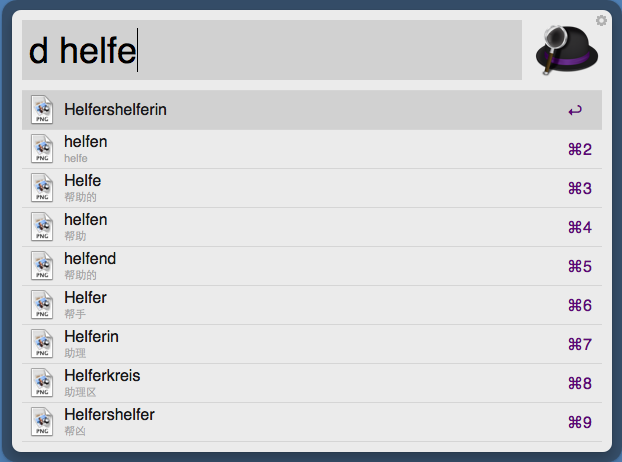 d helfe
Helfershelferin
PNG
↩
helfen
helfe
PNG
⌘2
Helfe
帮助的
PNG
⌘3
helfen
帮助
PNG
⌘4
helfend
帮助的
PNG
⌘5
Helfer
帮手
PNG
⌘6
Helferin
助理
PNG
⌘7
Helferkreis
助理区
PNG
⌘8
Helfershelfer
帮凶
PNG
⌘9